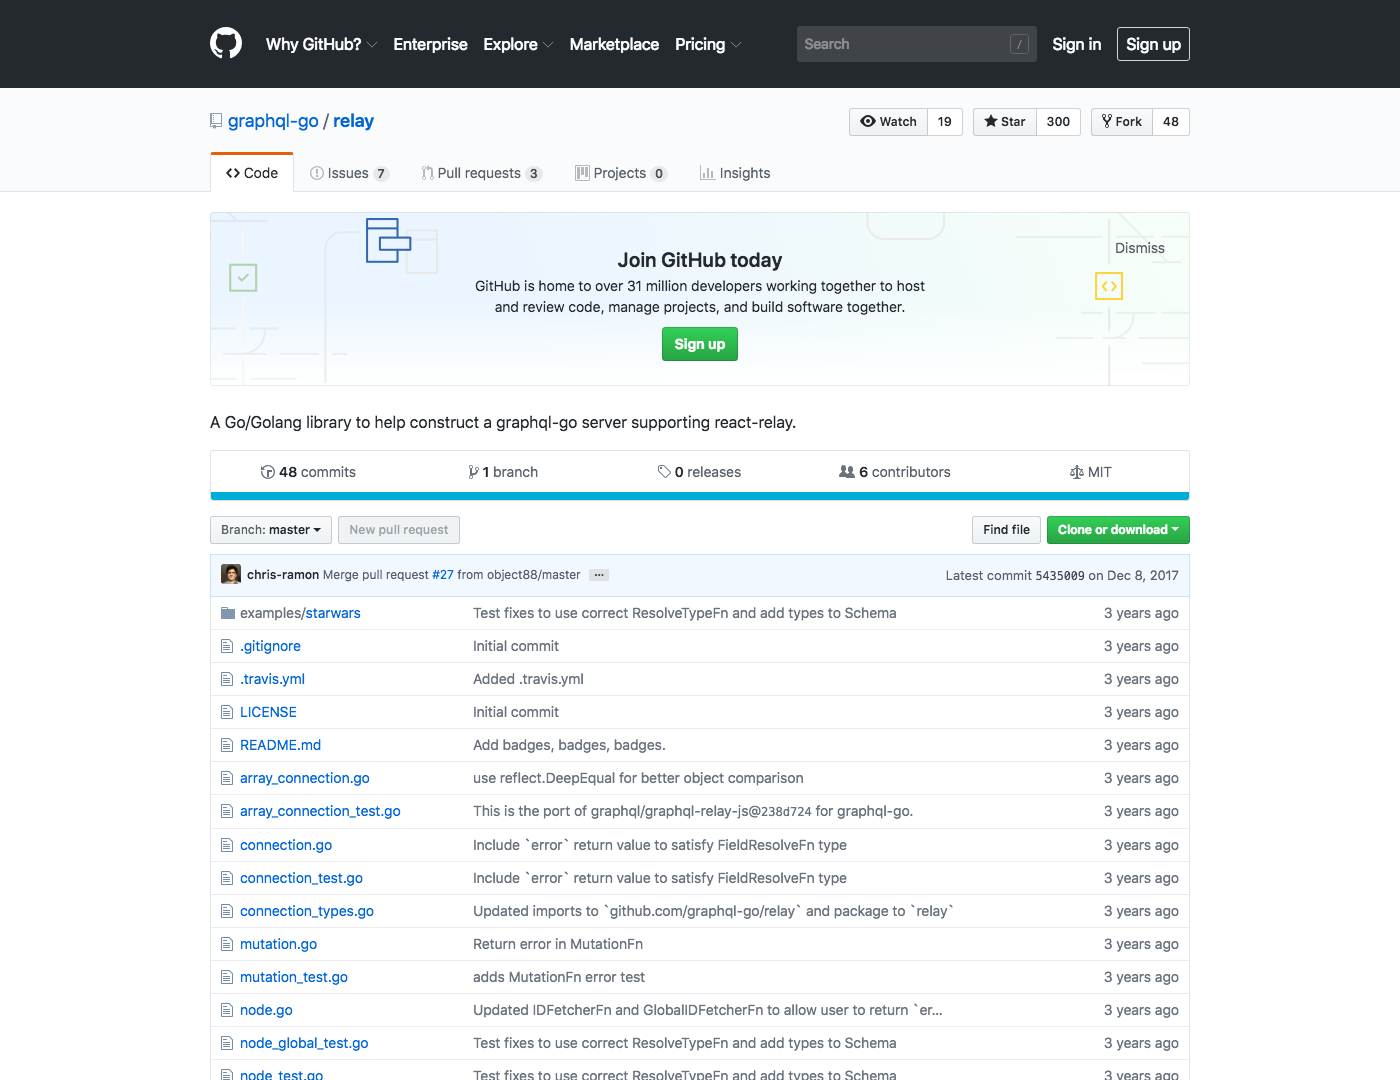 Why GitHub? Enterprise Explore Marketplace Pricing Search / Sign in Sign up
graphql-go / relay Watch 19 Star 300 Fork 48
Code Issues 7 Pull requests 3 Projects 0 Insights
Dismiss
Join GitHub today
GitHub is home to over 31 million developers working together to host
and review code, manage projects, and build software together.
Sign up
A Go/Golang library to help construct a graphql-go server supporting react-relay.
48 commits 1 branch 0 releases 6 contributors MIT
Branch: master New pull request Find file Clone or download
chris-ramon Merge pull request #27 from object88/master ... Latest commit 5435009 on Dec 8, 2017
examples/starwars Test fixes to use correct ResolveTypeFn and add types to Schema 3 years ago
.gitignore Initial commit 3 years ago
.travis.yml Added .travis.yml 3 years ago
LICENSE Initial commit 3 years ago
README.md Add badges, badges, badges. 3 years ago
array_connection.go use reflect.DeepEqual for better object comparison 3 years ago
array_connection_test.go This is the port of graphql/graphql-relay-js@238d724 for graphql-go. 3 years ago
connection.go Include `error` return value to satisfy FieldResolveFn type 3 years ago
connection_test.go Include `error` return value to satisfy FieldResolveFn type 3 years ago
connection_types.go Updated imports to `github.com/graphql-go/relay` and package to `relay` 3 years ago
mutation.go Return error in MutationFn 3 years ago
mutation_test.go adds MutationFn error test 3 years ago
node.go Updated IDFetcherFn and GlobalIDFetcherFn to allow user to return `er… 3 years ago
node_global_test.go Test fixes to use correct ResolveTypeFn and add types to Schema 3 years ago
node_test.go Test fixes to use correct ResolveTypeFn and add types to Schema 3 years ago